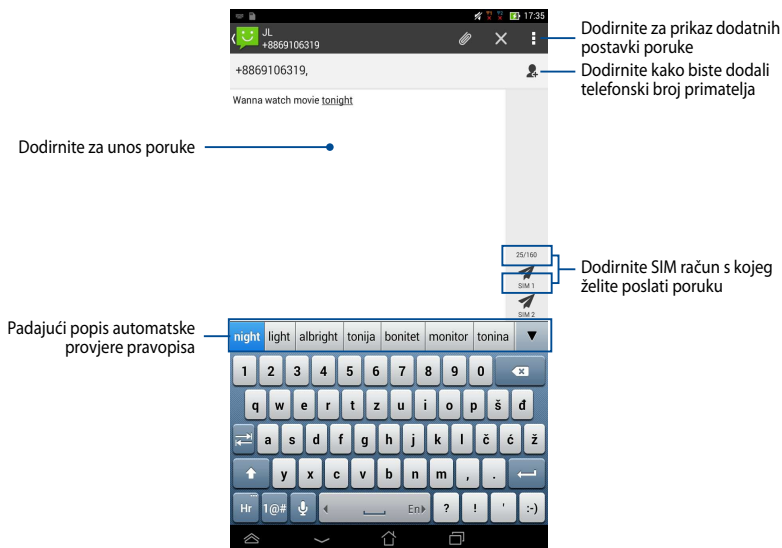 17:35
JL
+8869106319
Dodirnite za prikaz dodatnih
postavki poruke
+8869106319,
Dodirnite kako biste dodali
telefonski broj primatelja
Wanna watch movie tonight
Dodirnite za unos poruke
25/160
SIM 1
SIM 2
Dodirnite SIM račun s kojeg
želite poslati poruku
Padajući popis automatske
provjere pravopisa
night light albright tonija bonitet monitor tonina
1 2 3 4 5 6 7 8 9 0
q w e r t z u i o p š đ
a s d f g h j k l č ć ž
y x c v b n m , .
Hr 1@# En ? ! ' :-)